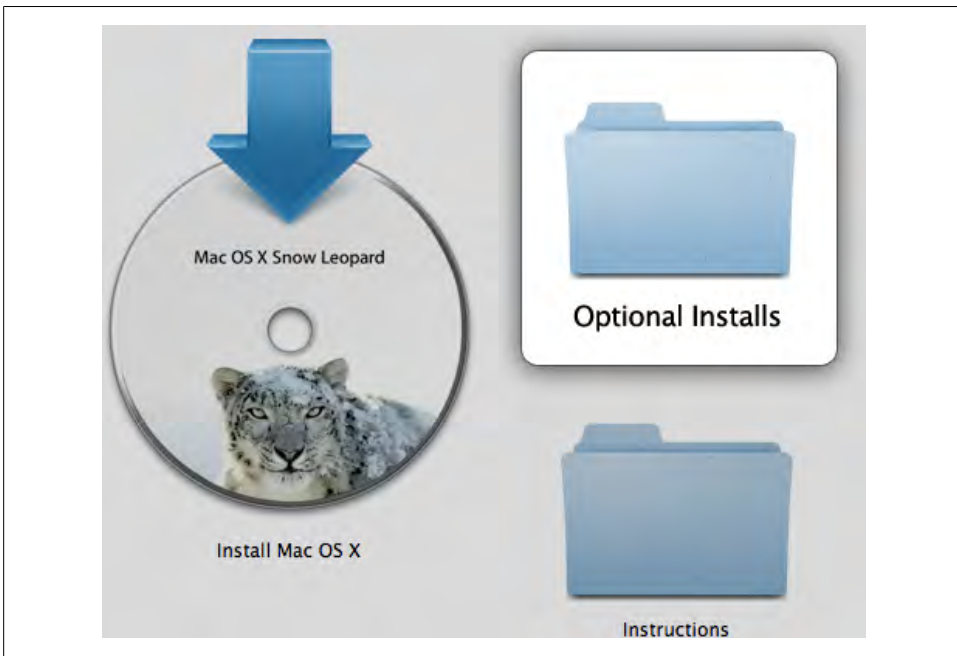 Mac OS X Snow Leopard
Install Mac OS X
Optional Installs
Instructions